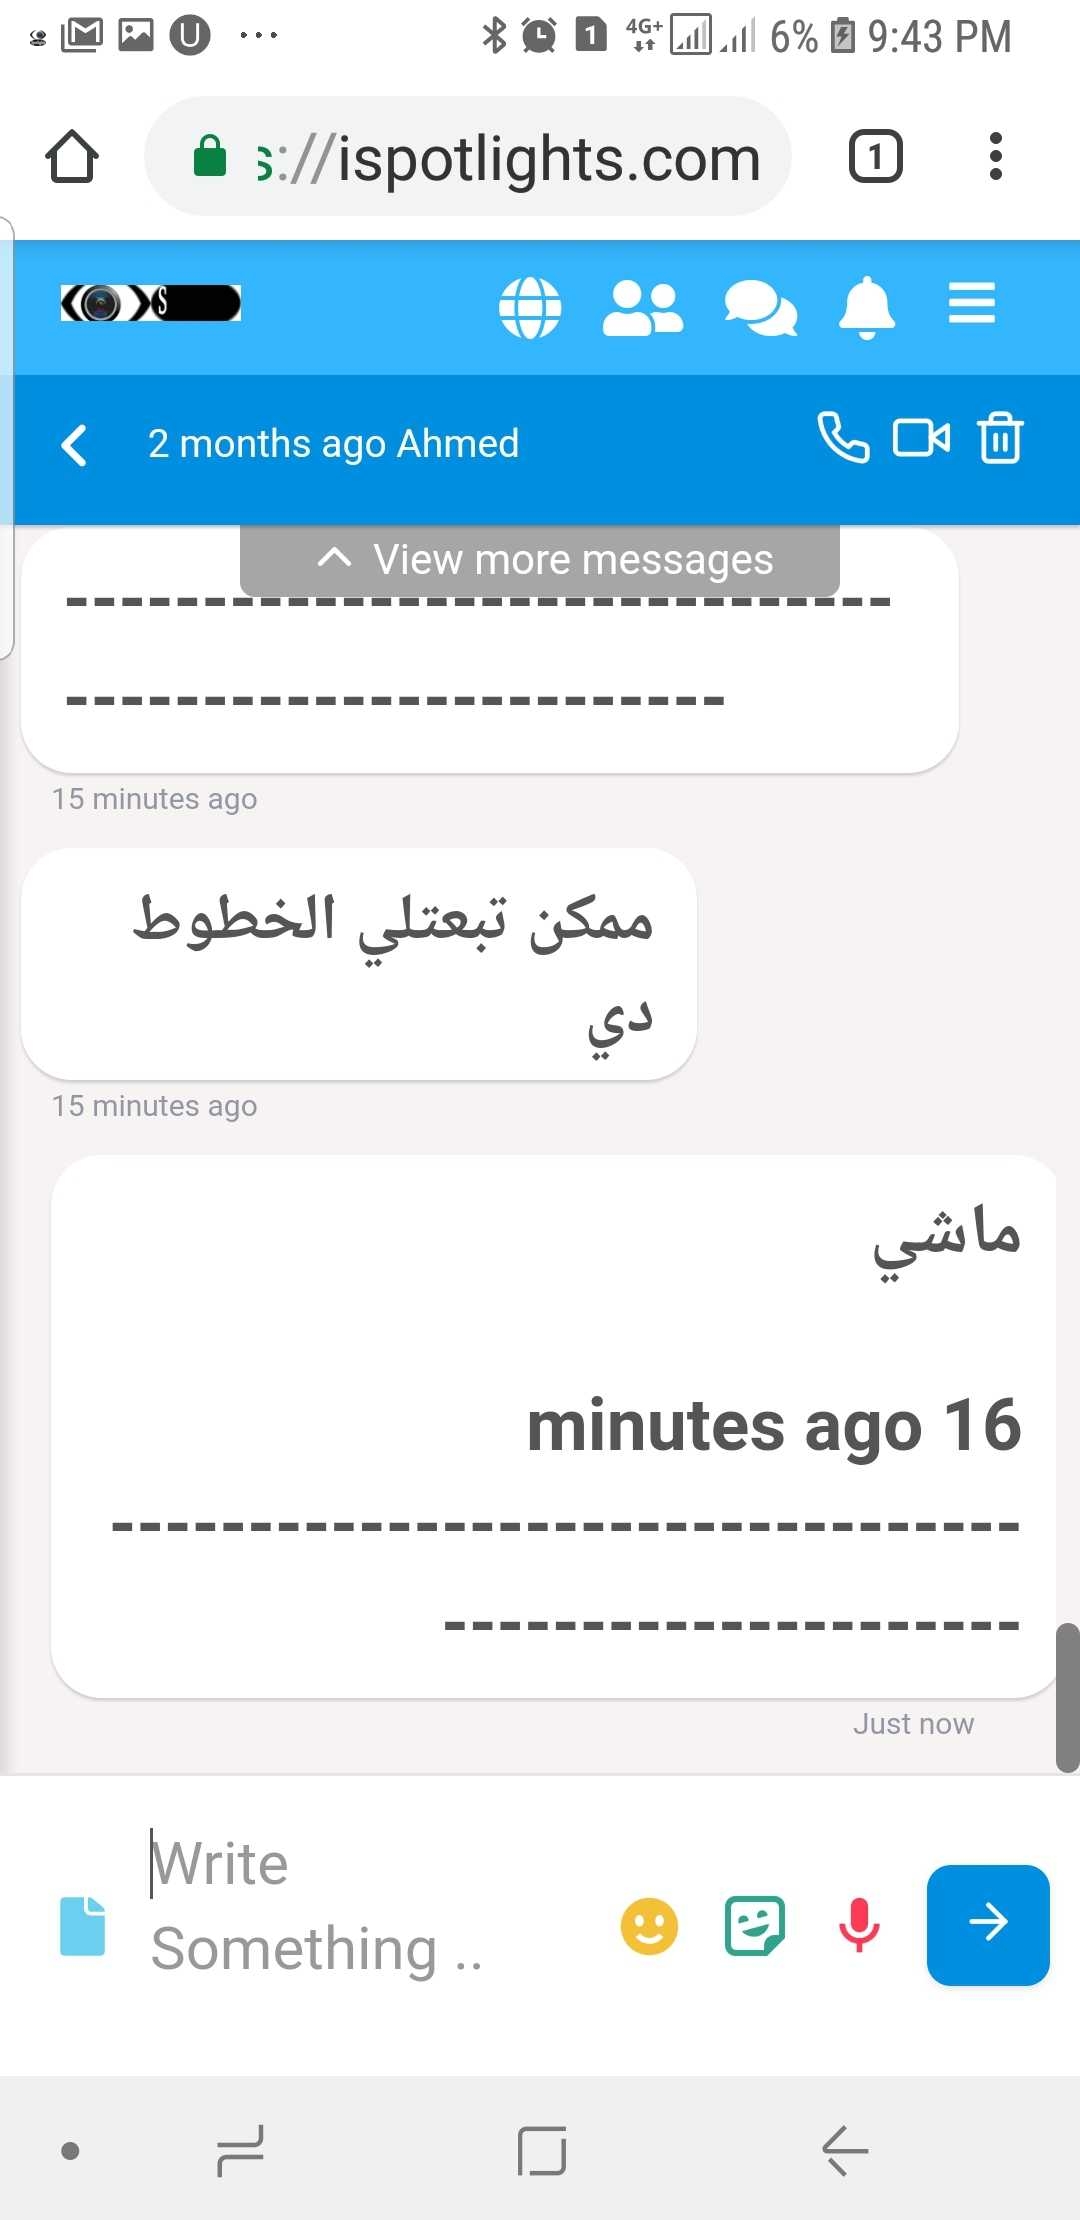 6% 9:43 PM
4G+
1
U
s://ispotlights.com
1
S
2 months ago Ahmed
View more messages
------------------------------
------------------------
15 minutes ago
ممكن تبعتلي الخطوط
دي
15 minutes ago
ماشي
minutes ago 16
---------------------------------
---------------------
Just now
Write
Something ..